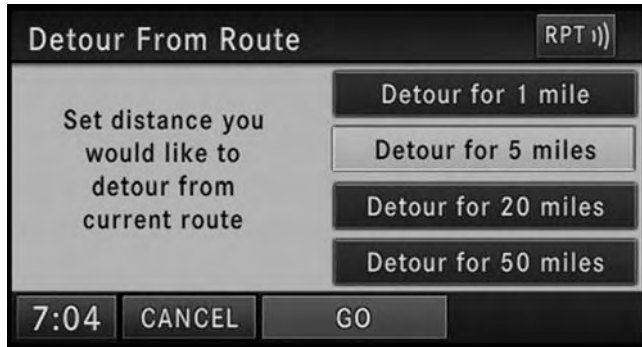 Detour From Route
RPT
Set distance you
would like to
detour from
current route
Detour for 1 mile
Detour for 5 miles
Detour for 20 miles
Detour for 50 miles
7:04
CANCEL
GO